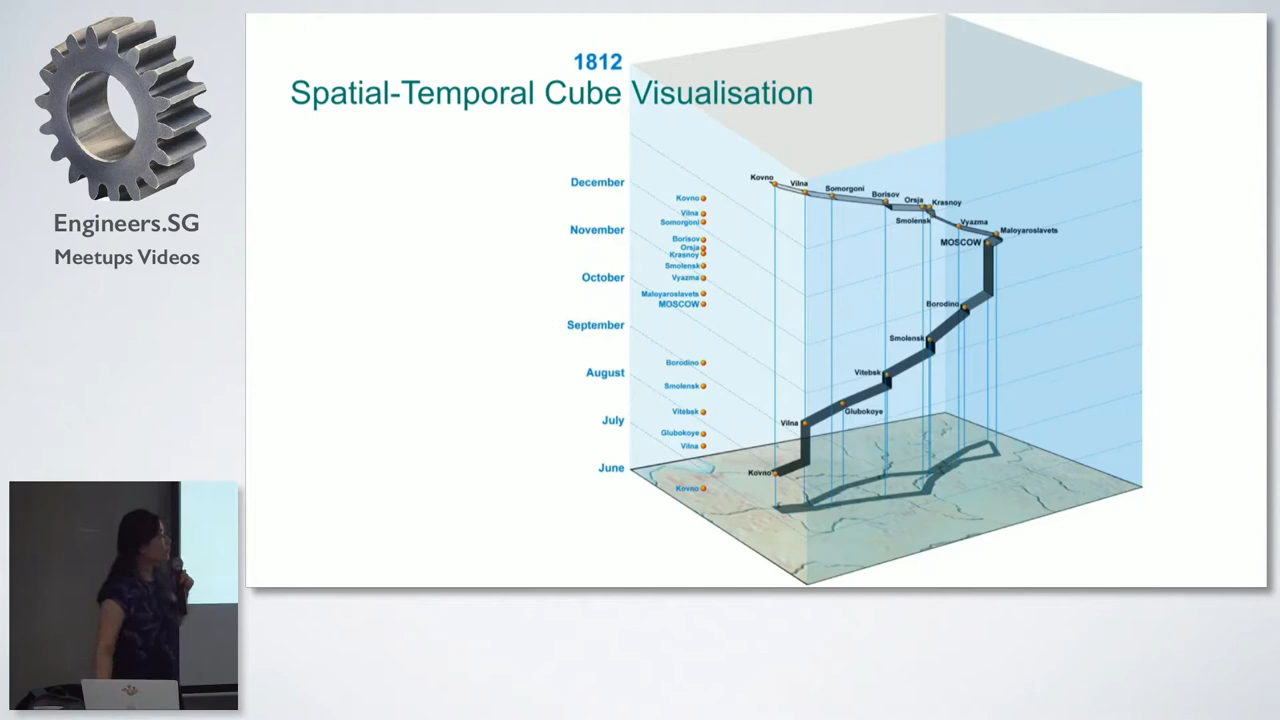 Engineers.SG
Meetups Videos
1812
Spatial-Temporal Cube Visualisation
December
November
October
September
August
July
June
Kovno
Vilna
Somorgoni
Borisov
Orsja
Krasnoy
Smolensk
Vyazma
Maloyaroslavets
MOSCOW
Borodino
Smolensk
Vitebsk
Glubokoye
Vilna
Kovno
Kovno
Vilna
Somorgoni
Borisov
Orsja
Krasnoy
Smolensk
Vyazma
Maloyaroslavets
MOSCOW
Borodino
Smolensk
Vitebsk
Glubokoye
Vilna
Kovno